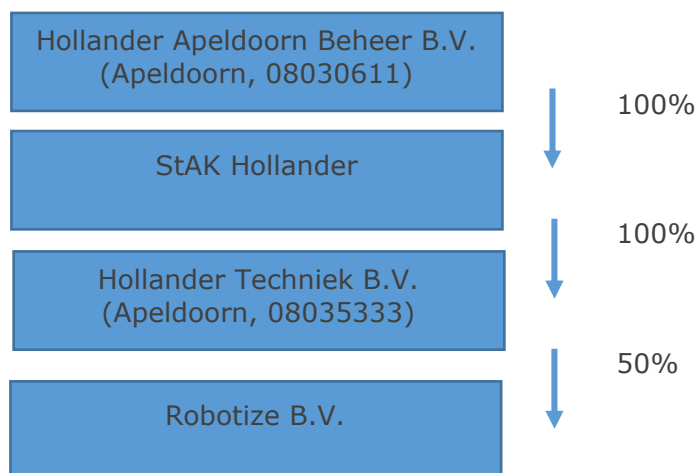 Hollander Apeldoorn Beheer B.V.
(Apeldoorn, 08030611)
100%
StAK Hollander
100%
Hollander Techniek B.V.
(Apeldoorn, 08035333)
50%
Robotize B.V.